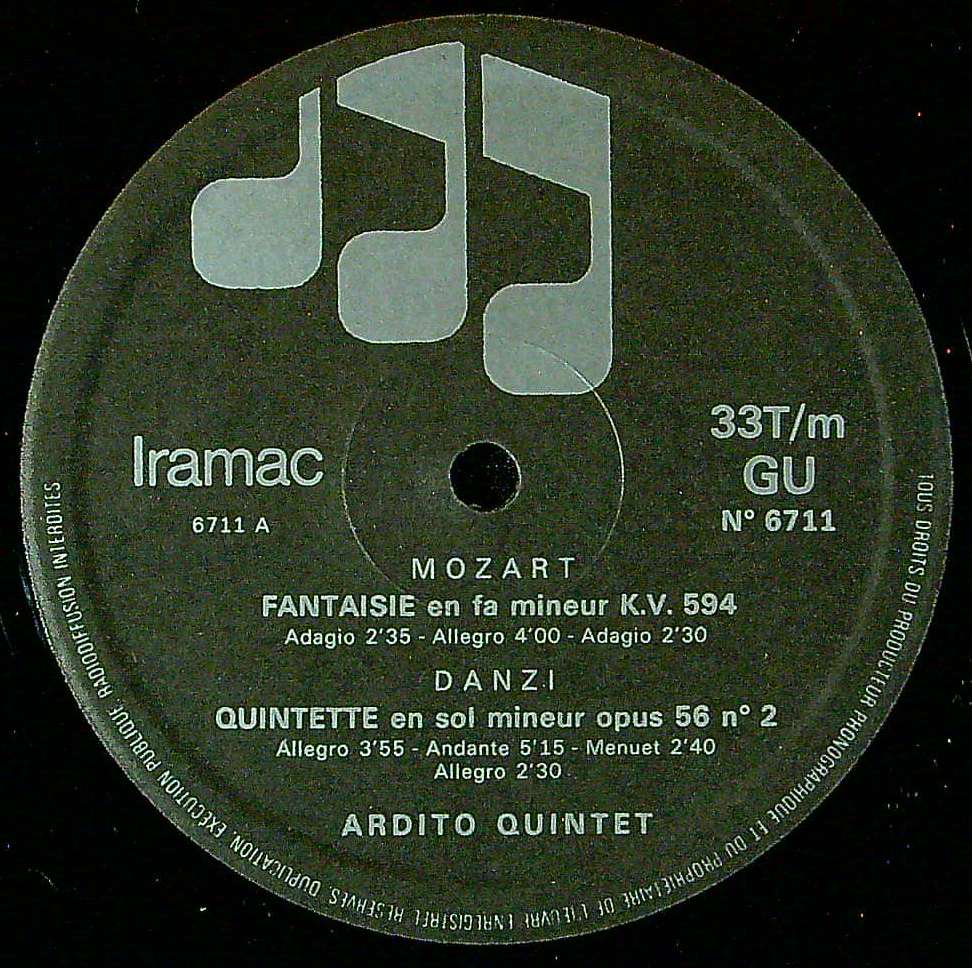 Iramac
6711 A
33T/m
GU
N° 6711
MOZART
FANTAISIE en fa mineur K.V. 594
Adagio 2'35 - Allegro 4'00 - Adagio 2'30
DANZI
QUINTETTE en sol mineur opus 56 n° 2
Allegro 3'55 - Andante 5'15 - Menuet 2'40
Allegro 2'30
ARDITO QUINTET
TOUS DROITS DU PRODUCTEUR PHONOGRAPHIQUE ET DU PROPRIETAIRE DE L'ŒUVRE ENREGISTREE RESERVES. DUPLICATION, EXECUTION PUBLIQUE, RADIODIFFUSION INTERDITES